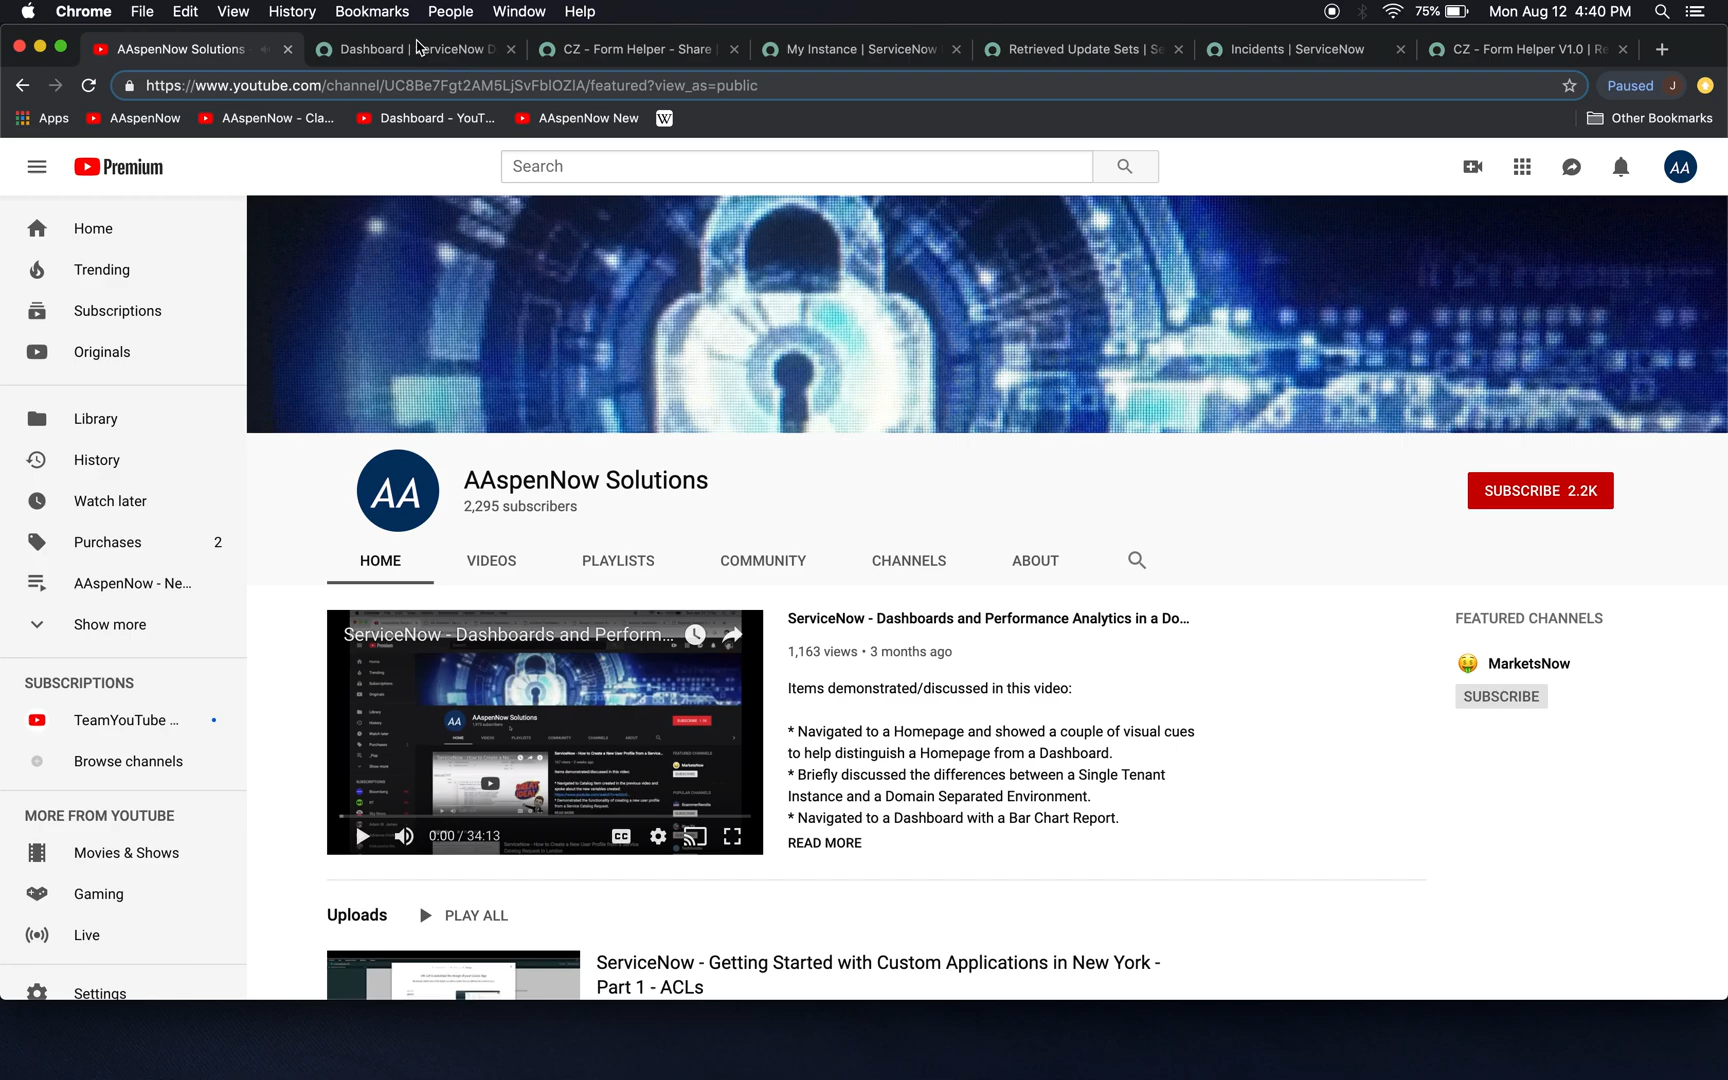 Chrome File Edit View History Bookmarks People Window Help 75% Mon Aug 12 4:40 PM
AAspenNow Solutions Dashboard | ServiceNow D CZ - Form Helper - Share My Instance | ServiceNow Retrieved Update Sets | Se Incidents | ServiceNow CZ - Form Helper V1.0 | Re
https://www.youtube.com/channel/UC8Be7Fgt2AM5LjSvFbIOZIA/featured?view_as=public Paused J
Apps AAspenNow AAspenNow - Cla... Dashboard - YouT... AAspenNow New W Other Bookmarks
Premium Search AA
Home
Trending
Subscriptions
Originals
Library
History
Watch later
Purchases 2
AAspenNow - Ne...
Show more
SUBSCRIPTIONS
TeamYouTube ...
Browse channels
MORE FROM YOUTUBE
Movies & Shows
Gaming
Live
Settings
AA
AAspenNow Solutions
2,295 subscribers
SUBSCRIBE 2.2K
HOME VIDEOS PLAYLISTS COMMUNITY CHANNELS ABOUT
ServiceNow - Dashboards and Perform...
AA AAspenNow Solutions
0:00 / 34:13
CC
ServiceNow - Dashboards and Performance Analytics in a Do...
1,163 views • 3 months ago
Items demonstrated/discussed in this video:
* Navigated to a Homepage and showed a couple of visual cues
to help distinguish a Homepage from a Dashboard.
* Briefly discussed the differences between a Single Tenant
Instance and a Domain Separated Environment.
* Navigated to a Dashboard with a Bar Chart Report.
READ MORE
FEATURED CHANNELS
MarketsNow
SUBSCRIBE
Uploads PLAY ALL
ServiceNow - Getting Started with Custom Applications in New York -
Part 1 - ACLs